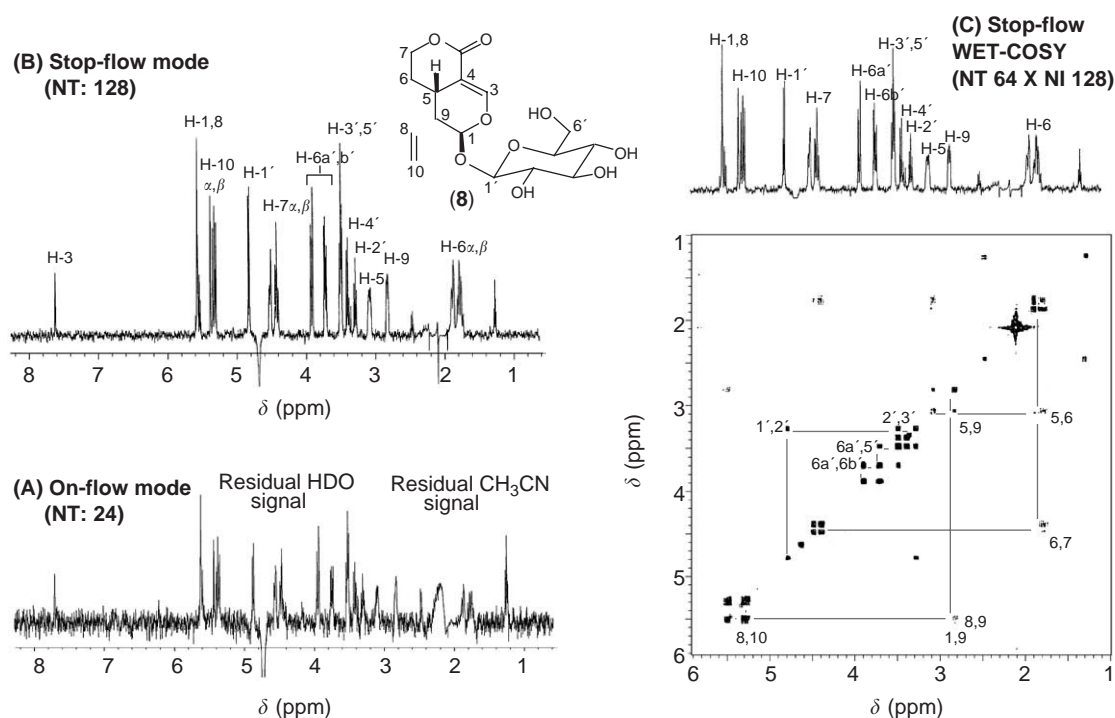 (B) Stop-flow mode
(NT: 128)
H-1,8
H-10
α,β
H-1´
H-6a´,b´
H-7α,β
H-3´,5´
H-4´
H-2´
H-5
H-9
H-6α,β
H-3
8 7 6 5 4 3 2 1
δ (ppm)
O
O
7
6
H
4
5
3
9
O
8
1
10
O
1´
HO
6´
O
OH
OH
HO
(8)
(A) On-flow mode
(NT: 24)
Residual HDO
signal
Residual CH₃CN
signal
8 7 6 5 4 3 2 1
δ (ppm)
(C) Stop-flow
WET-COSY
(NT 64 X NI 128)
H-1,8
H-10
H-1´
H-7
H-6a´
H-6b´
H-3´,5´
H-4´
H-2´
H-5
H-9
H-6
1
2
3
4
5
6
δ (ppm)
1´,2´
2´,3´
5,9
5,6
6a´,5´
6a´,6b´
6,7
8,9
8,10
1,9
6 5 4 3 2 1
δ (ppm)